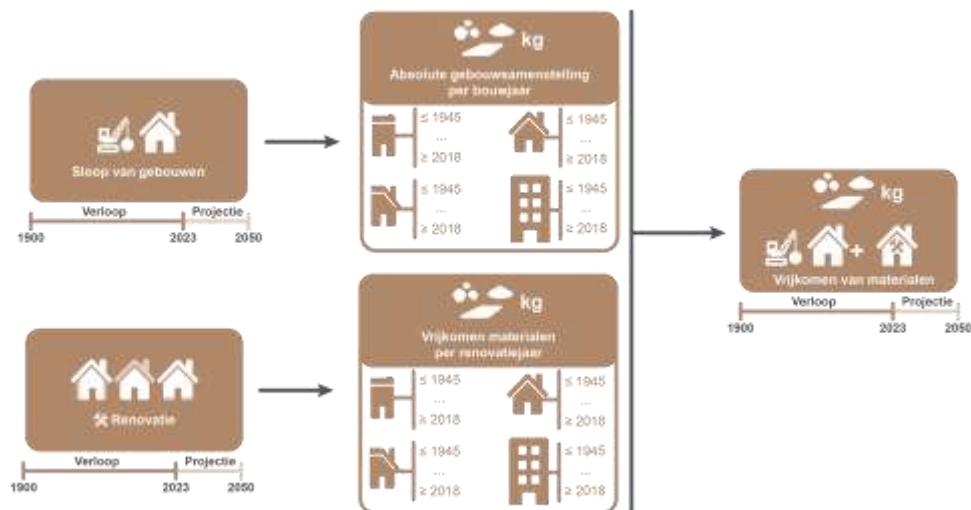 kg
Absolute gebouwsamenstelling
per bouwjaar
≤ 1945
...
≥ 2018
≤ 1945
...
≥ 2018
≤ 1945
...
≥ 2018
≤ 1945
...
≥ 2018
Sloop van gebouwen
Verloop
Projectie
1900
2023
2050
kg
Vrijkomen materialen
per renovatiejaar
≤ 1945
...
≥ 2018
≤ 1945
...
≥ 2018
≤ 1945
...
≥ 2018
≤ 1945
...
≥ 2018
Renovatie
Verloop
Projectie
1900
2023
2050
kg
+
Vrijkomen van materialen
Verloop
Projectie
1900
2023
2050